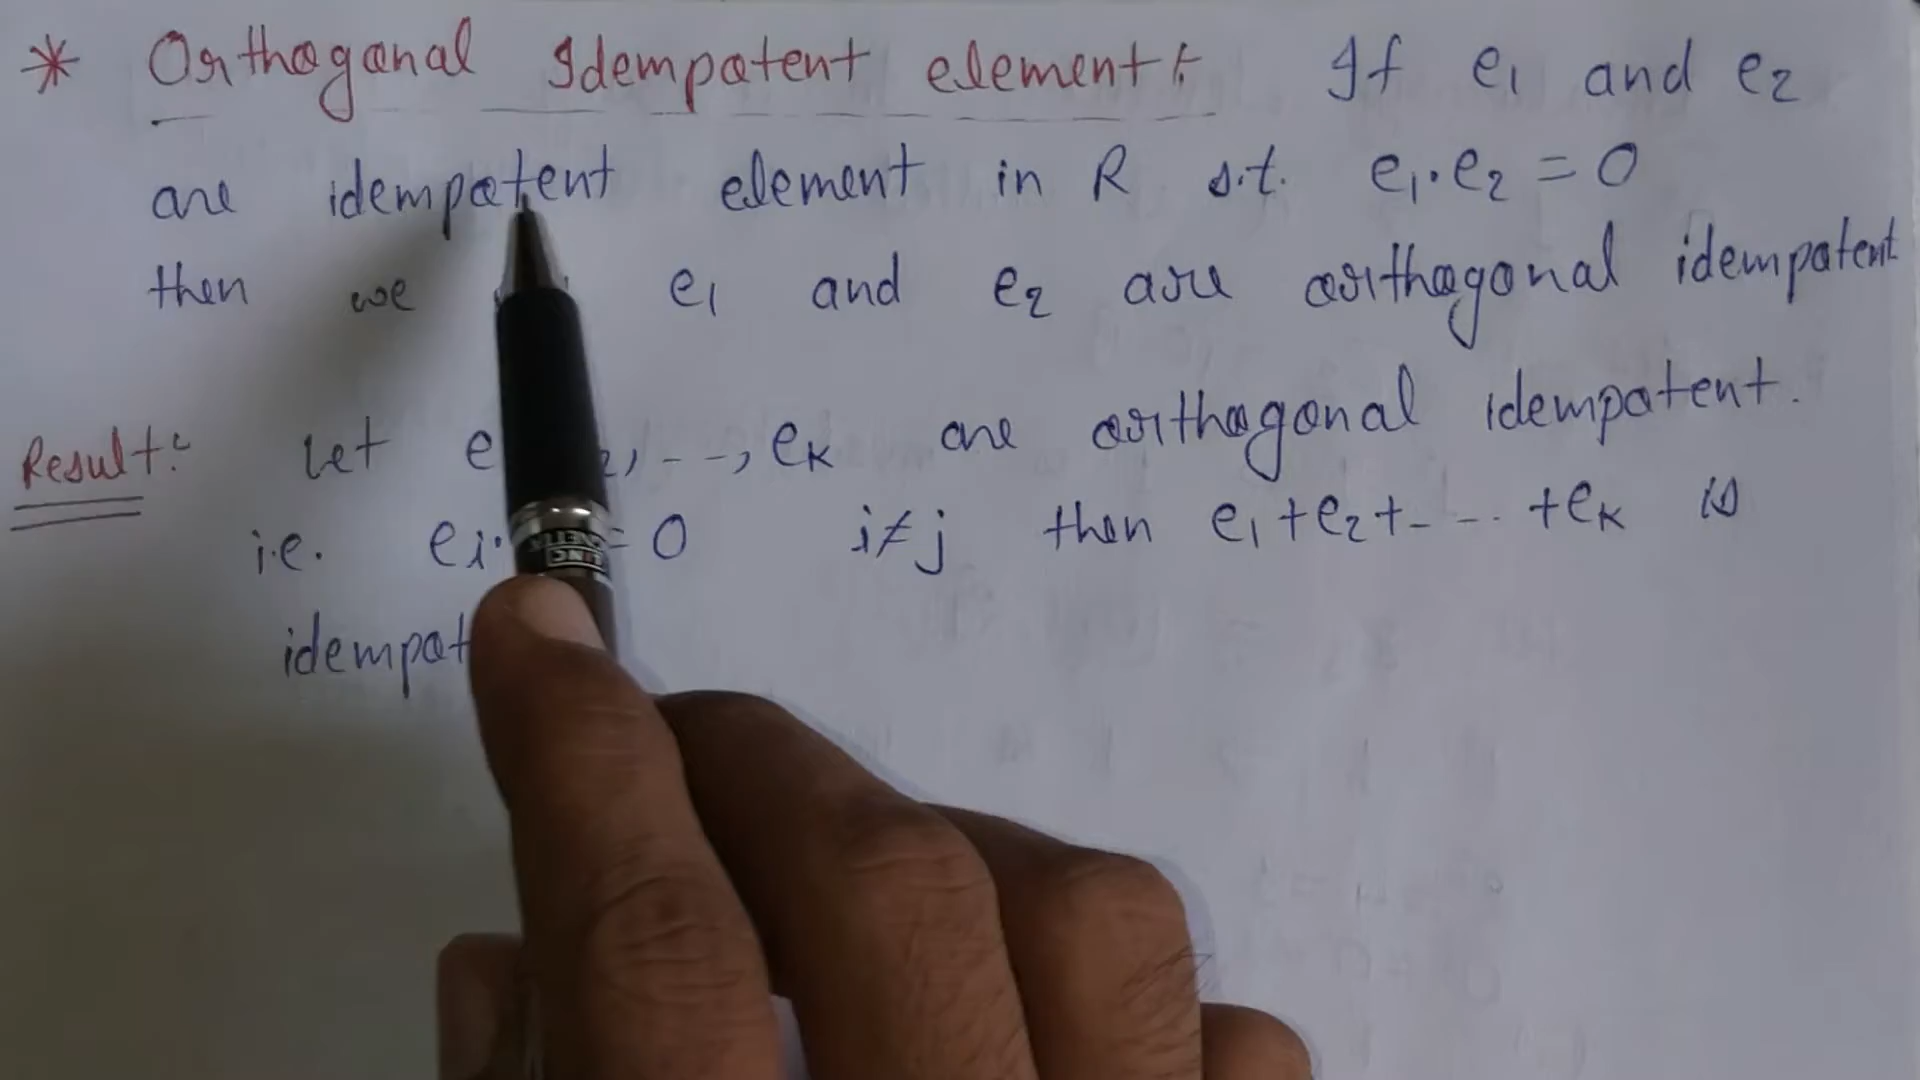 * Orthogonal Idempotent element: If e₁ and e₂
are idempotent element in R s.t. e₁·e₂ = 0
then we e₁ and e₂ are orthogonal idempotent
Result: Let e ₂, - - -, eₖ are orthogonal idempotent.
i.e. eᵢ· = 0 i≠j then e₁+e₂+- - - +eₖ is
idempot